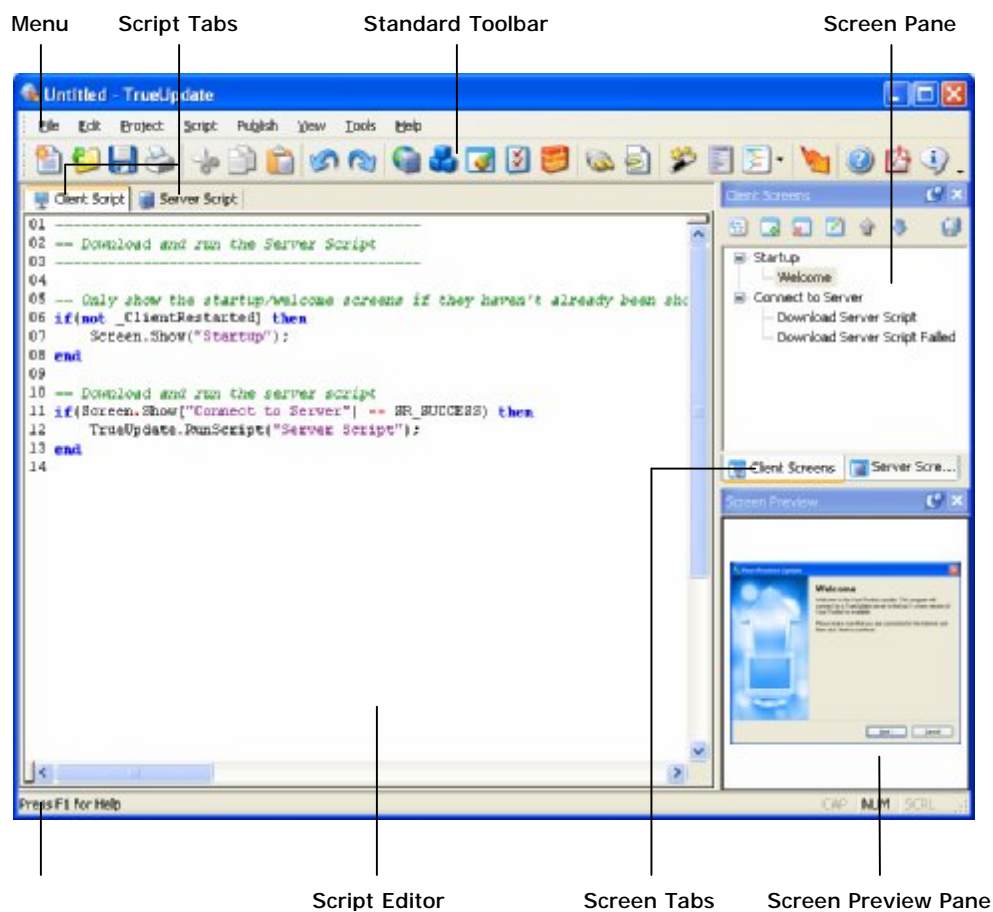 Menu Script Tabs Standard Toolbar Screen Pane
Untitled - TrueUpdate
File Edit Project Script Publish View Tools Help
Client Script Server Script
01 ----------------------------------------
02 -- Download and run the Server Script
03 ----------------------------------------
04
05 -- Only show the startup/welcome screens if they haven't already been sho
06 if(not _ClientRestarted) then
07 Screen.Show("Startup");
08 end
09
10 -- Download and run the server script
11 if(Screen.Show("Connect to Server") == SR_SUCCESS) then
12 TrueUpdate.RunScript("Server Script");
13 end
14
Client Screens
Startup
Welcome
Connect to Server
Download Server Script
Download Server Script Failed
Client Screens Server Scre...
Screen Preview
Your Product Update
Welcome
Press F1 for Help
CAP NUM SCRL
Script Editor Screen Tabs Screen Preview Pane